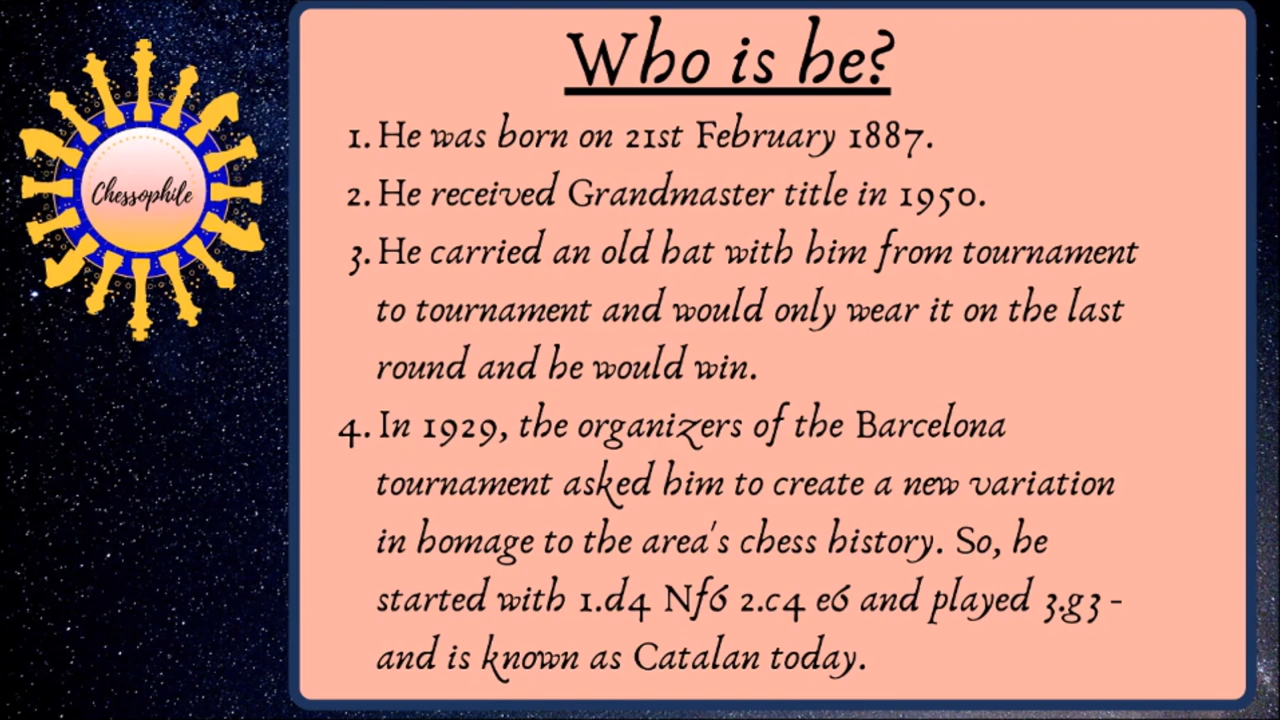 Who is he?
Chessophile
1. He was born on 21st February 1887.
2. He received Grandmaster title in 1950.
3. He carried an old hat with him from tournament
to tournament and would only wear it on the last
round and he would win.
4. In 1929, the organizers of the Barcelona
tournament asked him to create a new variation
in homage to the area's chess history. So, he
started with 1.d4 Nf6 2.c4 e6 and played 3.g3 -
and is known as Catalan today.